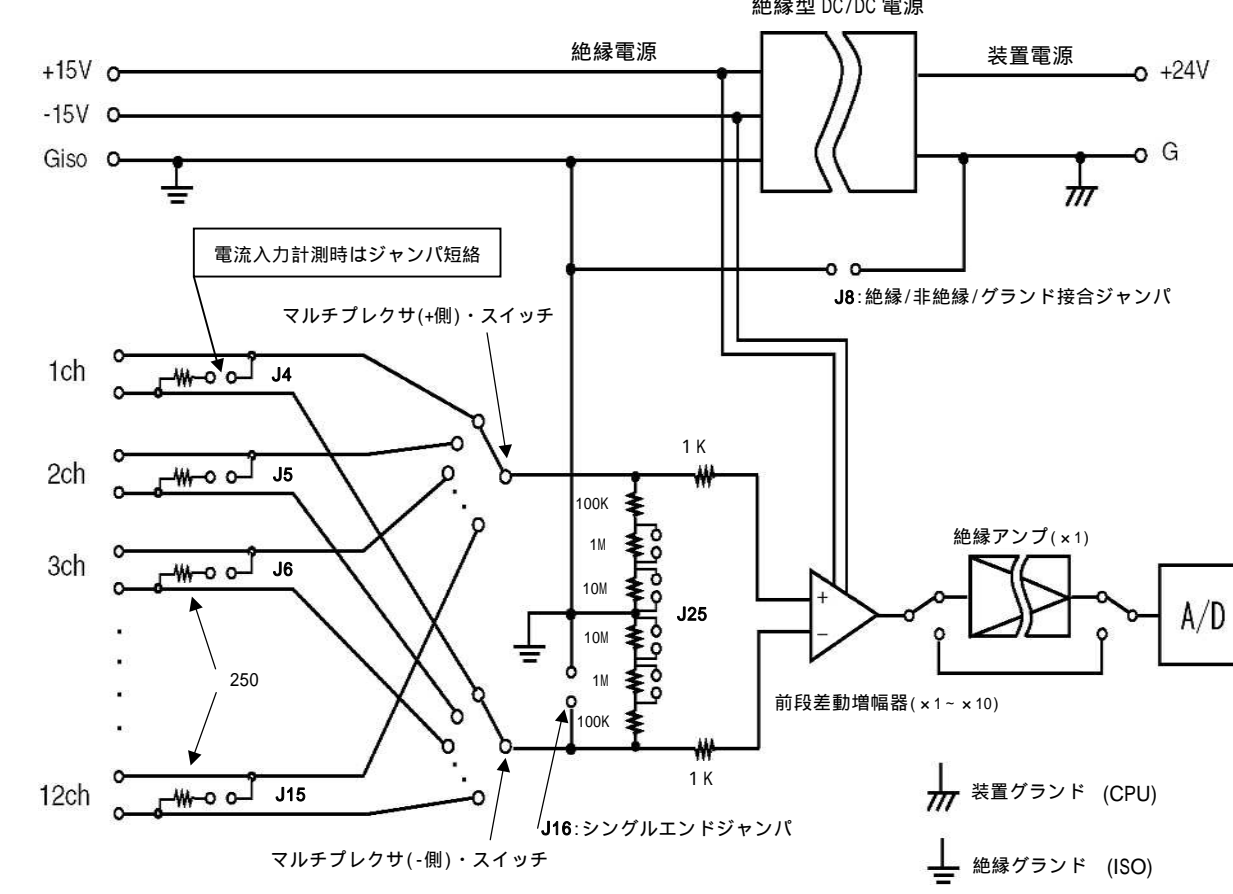 絶縁型 DC/DC 電源
+15V
絶縁電源
装置電源
+24V
-15V
Giso
G
電流入力計測時はジャンパ短絡
J8:絶縁/非絶縁/グランド接合ジャンパ
マルチプレクサ(+側)・スイッチ
1ch
J4
2ch
J5
1K
100K
1M
絶縁アンプ(×1)
3ch
J6
10M
J25
A/D
10M
250
1M
前段差動増幅器(×1~×10)
100K
1K
12ch
J15
装置グランド (CPU)
J16:シングルエンドジャンパ
マルチプレクサ(-側)・スイッチ
絶縁グランド (ISO)